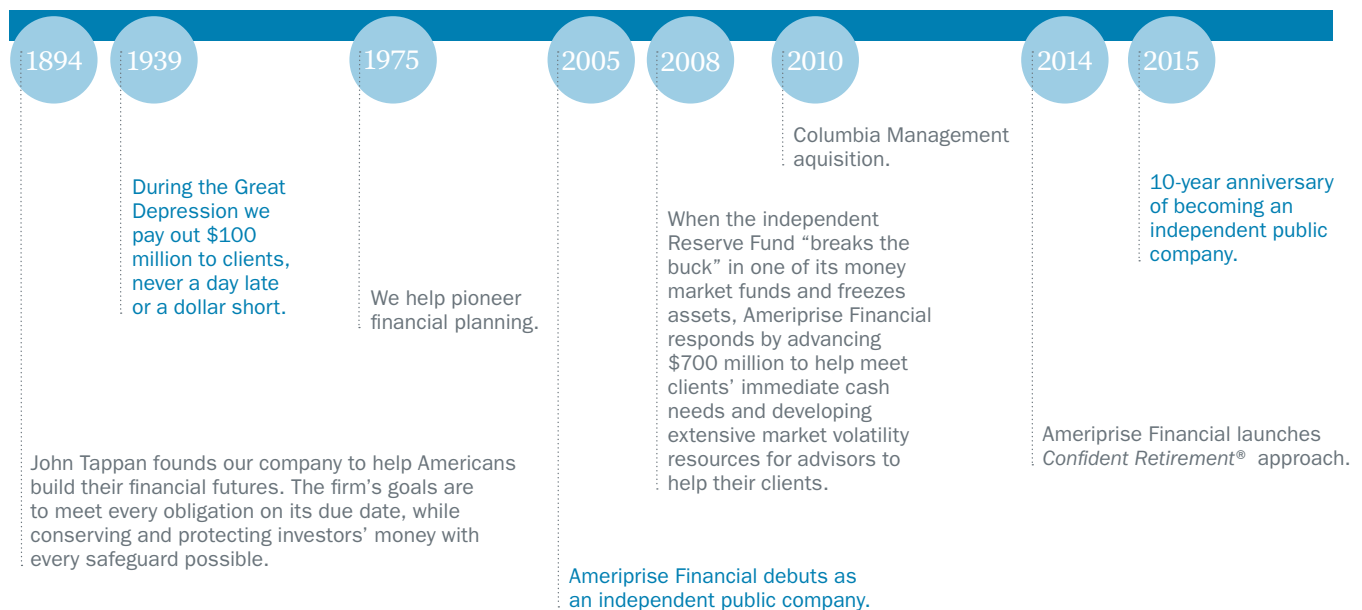 1894
1939
1975
2005
2008
2010
2014
2015
John Tappan founds our company to help Americans
build their financial futures. The firm's goals are
to meet every obligation on its due date, while
conserving and protecting investors' money with
every safeguard possible.
During the Great
Depression we
pay out $100
million to clients,
never a day late
or a dollar short.
We help pioneer
financial planning.
Ameriprise Financial debuts as
an independent public company.
When the independent
Reserve Fund “breaks the
buck” in one of its money
market funds and freezes
assets, Ameriprise Financial
responds by advancing
$700 million to help meet
clients’ immediate cash
needs and developing
extensive market volatility
resources for advisors to
help their clients.
Columbia Management
aquisition.
Ameriprise Financial launches
Confident Retirement® approach.
10-year anniversary
of becoming an
independent public
company.